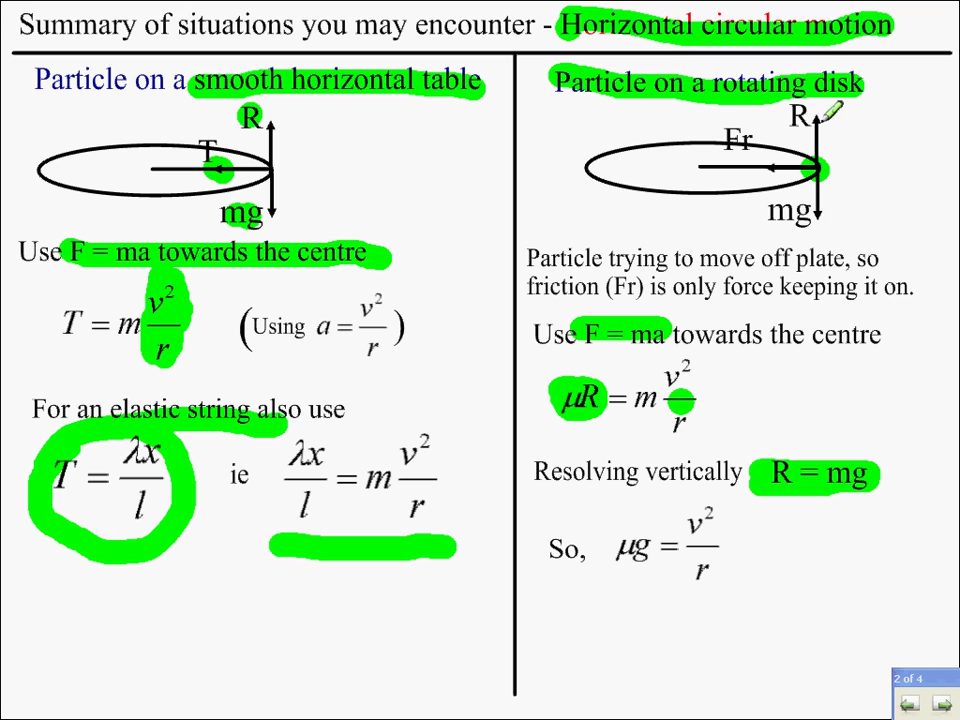 Summary of situations you may encounter - Horizontal circular motion
Particle on a smooth horizontal table
R
T
mg
Use F = ma towards the centre
T = m v²/r
(Using a = v²/r)
For an elastic string also use
T = λx/l ie λx/l = m v²/r
Particle on a rotating disk
R
Fr
mg
Particle trying to move off plate, so
friction (Fr) is only force keeping it on.
Use F = ma towards the centre
μR = m v²/r
Resolving vertically R = mg
So, μg = v²/r
2 of 4